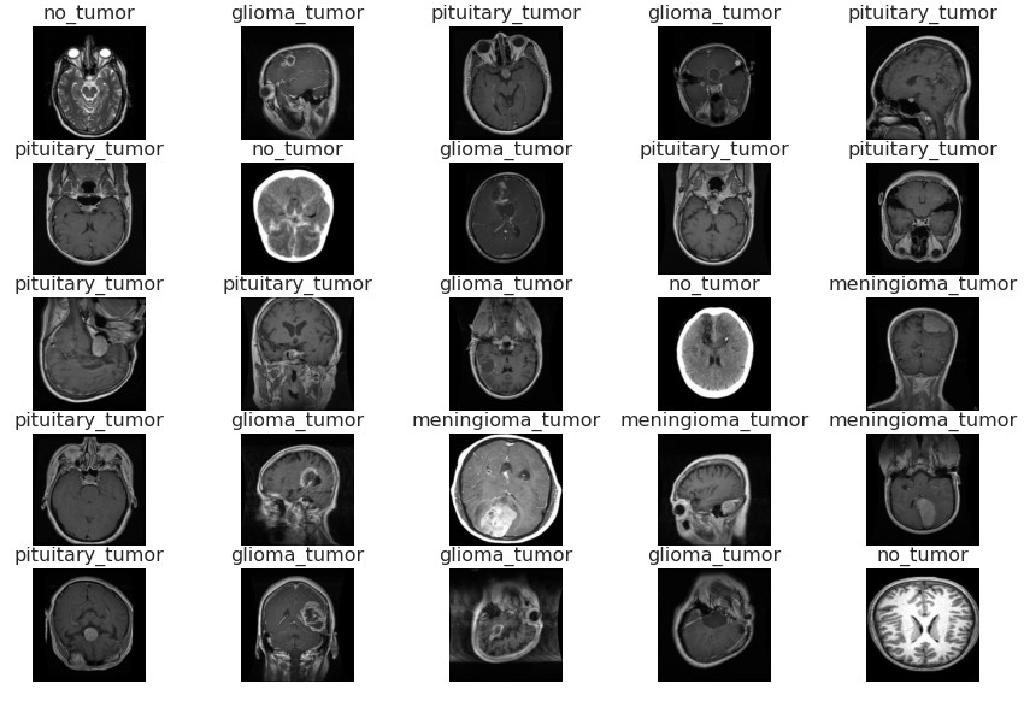 no_tumor glioma_tumor pituitary_tumor glioma_tumor pituitary_tumor
pituitary_tumor no_tumor glioma_tumor pituitary_tumor pituitary_tumor
pituitary_tumor pituitary_tumor glioma_tumor no_tumor meningioma_tumor
pituitary_tumor glioma_tumor meningioma_tumor meningioma_tumor meningioma_tumor
pituitary_tumor glioma_tumor glioma_tumor glioma_tumor no_tumor